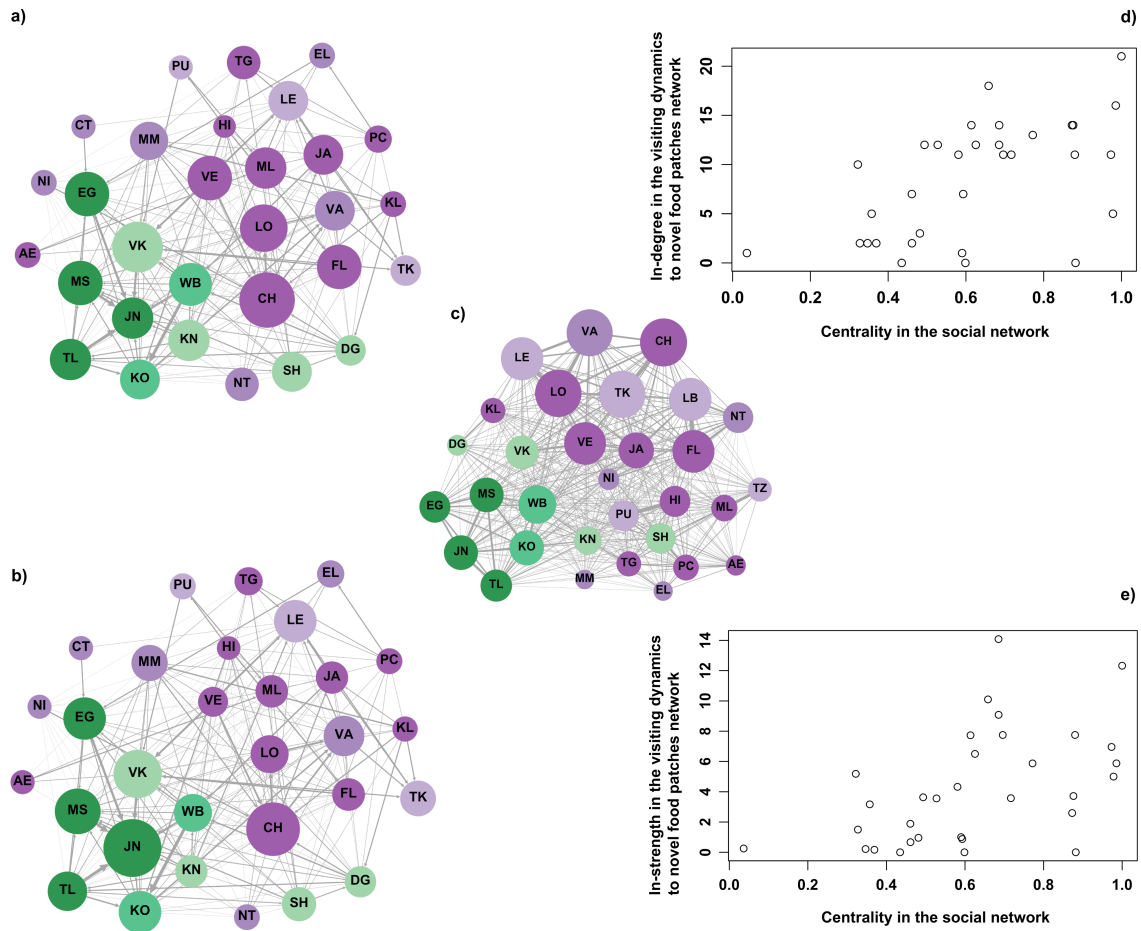 a)
PU
TG
EL
LE
CT
MM
HI
PC
JA
ML
VE
NI
EG
KL
VA
LO
VK
AE
FL
TK
MS
WB
CH
JN
KN
DG
TL
KO
NT
SH
b)
PU
TG
EL
LE
CT
MM
HI
PC
JA
ML
VE
NI
EG
KL
VA
LO
VK
AE
FL
TK
MS
WB
CH
JN
KN
DG
TL
KO
NT
SH
c)
VA
CH
LE
LO
TK
LB
KL
NT
DG
VK
VE
JA
FL
NI
TZ
MS
EG
WB
HI
ML
PU
JN
KO
KN
SH
TG
PC
AE
TL
MM
EL
d)
In-degree in the visiting dynamics
to novel food patches network
20
15
10
5
0
0.0 0.2 0.4 0.6 0.8 1.0
Centrality in the social network
e)
In-strength in the visiting dynamics
to novel food patches network
14
12
10
8
6
4
2
0
0.0 0.2 0.4 0.6 0.8 1.0
Centrality in the social network